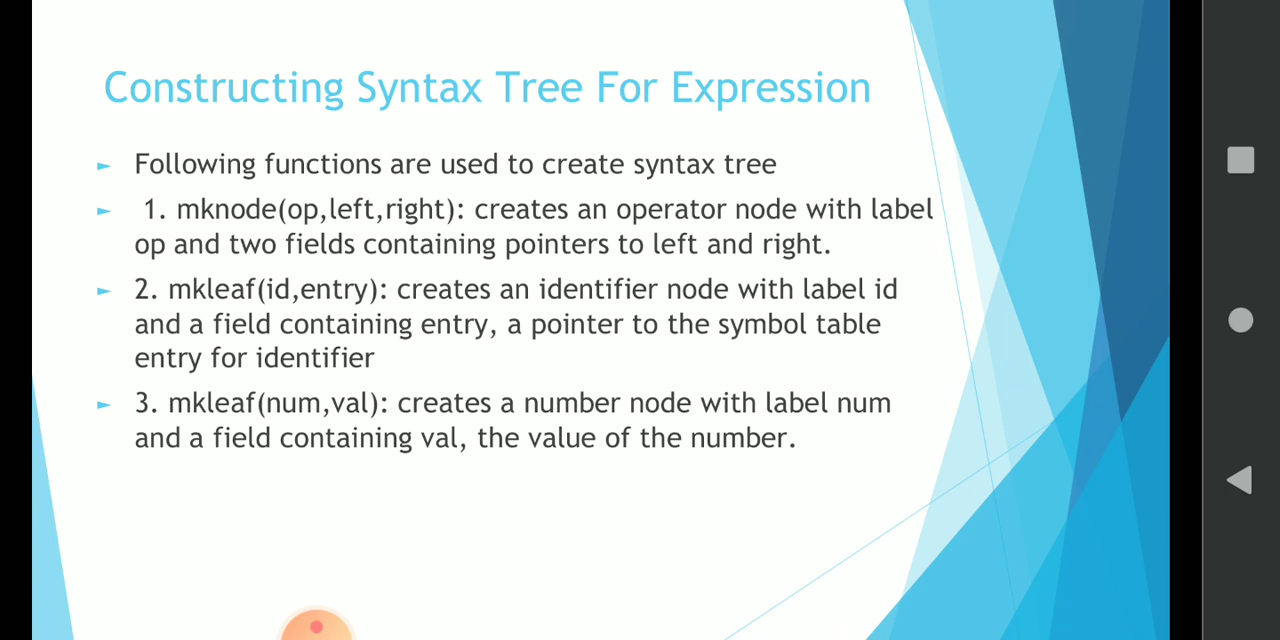 Constructing Syntax Tree For Expression
Following functions are used to create syntax tree
1. mknode(op,left,right): creates an operator node with label
op and two fields containing pointers to left and right.
2. mkleaf(id,entry): creates an identifier node with label id
and a field containing entry, a pointer to the symbol table
entry for identifier
3. mkleaf(num,val): creates a number node with label num
and a field containing val, the value of the number.